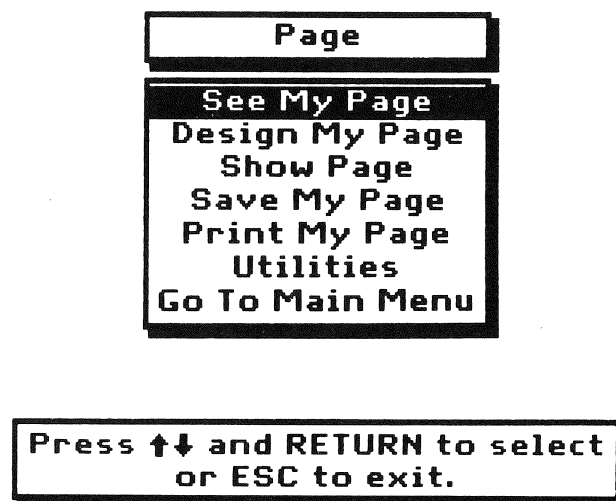 Page
See My Page
Design My Page
Show Page
Save My Page
Print My Page
Utilities
Go To Main Menu
Press ↑↓ and RETURN to select
or ESC to exit.